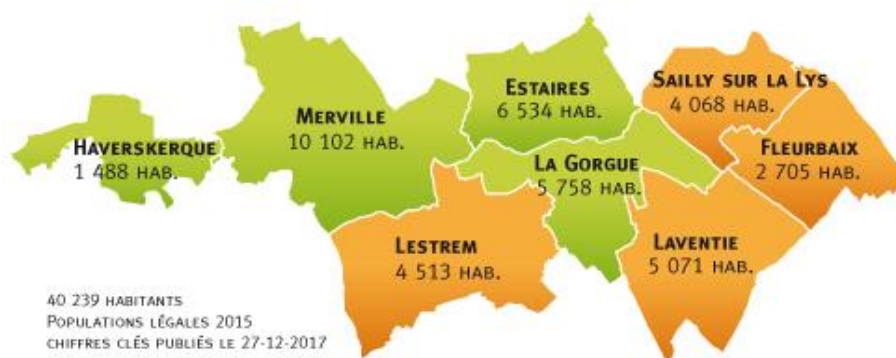 HAVERSKERQUE
1 488 HAB.
MERVILLE
10 102 HAB.
ESTAIRES
6 534 HAB.
SAILLY SUR LA LYS
4 068 HAB.
FLEURBAIX
2 705 HAB.
LA GORGUE
5 758 HAB.
LESTREM
4 513 HAB.
LAVENTIE
5 071 HAB.
40 239 HABITANTS
POPULATIONS LÉGALES 2015
CHIFFRES CLÉS PUBLIÉS LE 27-12-2017